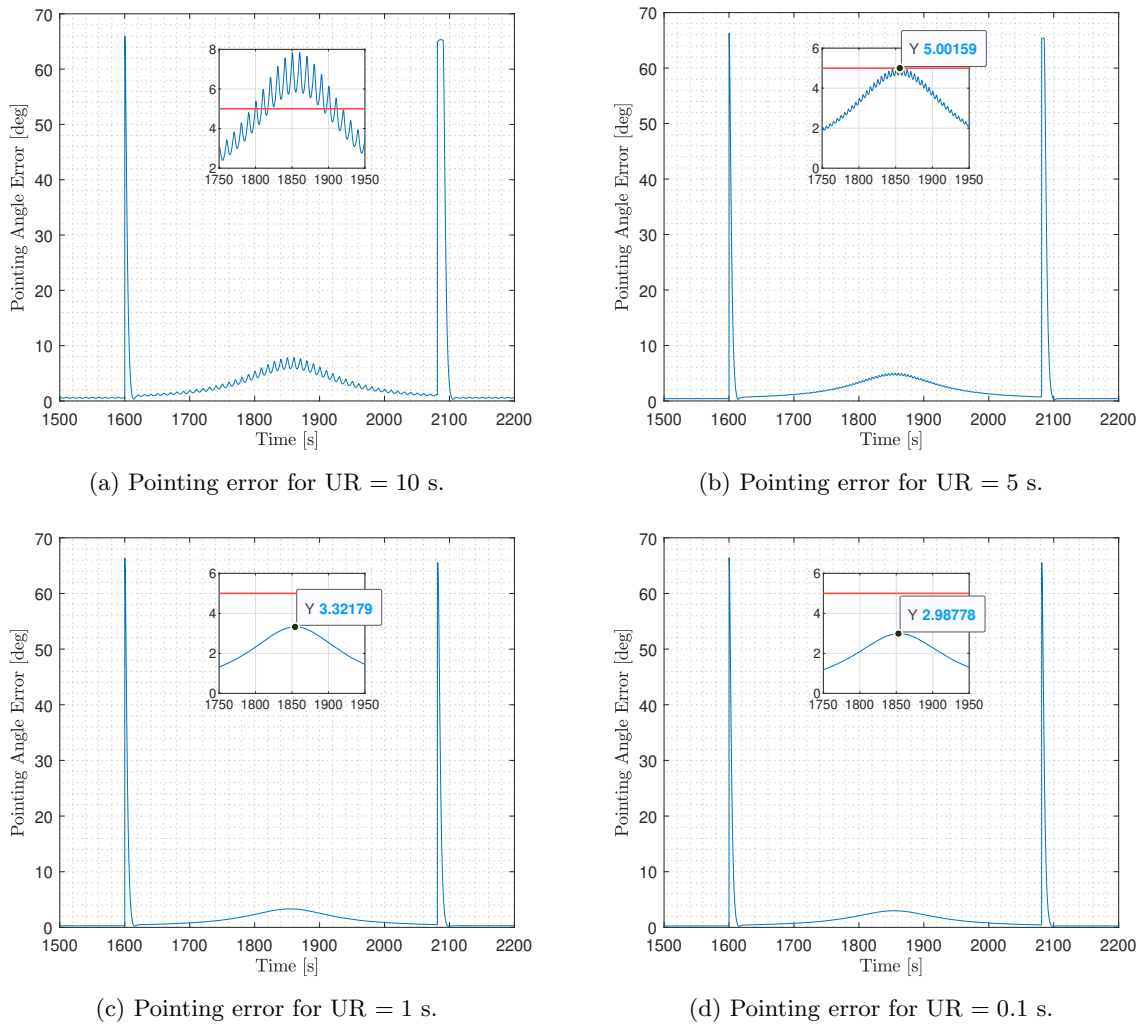 70
60
50
40
30
20
10
0
Pointing Angle Error [deg]
8
6
4
2
1750 1800 1850 1900 1950
1500 1600 1700 1800 1900 2000 2100 2200
Time [s]
(a) Pointing error for UR = 10 s.
70
60
50
40
30
20
10
0
Pointing Angle Error [deg]
6
4
2
0
Y 5.00159
1750 1800 1850 1900 1950
1500 1600 1700 1800 1900 2000 2100 2200
Time [s]
(b) Pointing error for UR = 5 s.
70
60
50
40
30
20
10
0
Pointing Angle Error [deg]
6
4
2
0
Y 3.32179
1750 1800 1850 1900 1950
1500 1600 1700 1800 1900 2000 2100 2200
Time [s]
(c) Pointing error for UR = 1 s.
70
60
50
40
30
20
10
0
Pointing Angle Error [deg]
6
4
2
0
Y 2.98778
1750 1800 1850 1900 1950
1500 1600 1700 1800 1900 2000 2100 2200
Time [s]
(d) Pointing error for UR = 0.1 s.